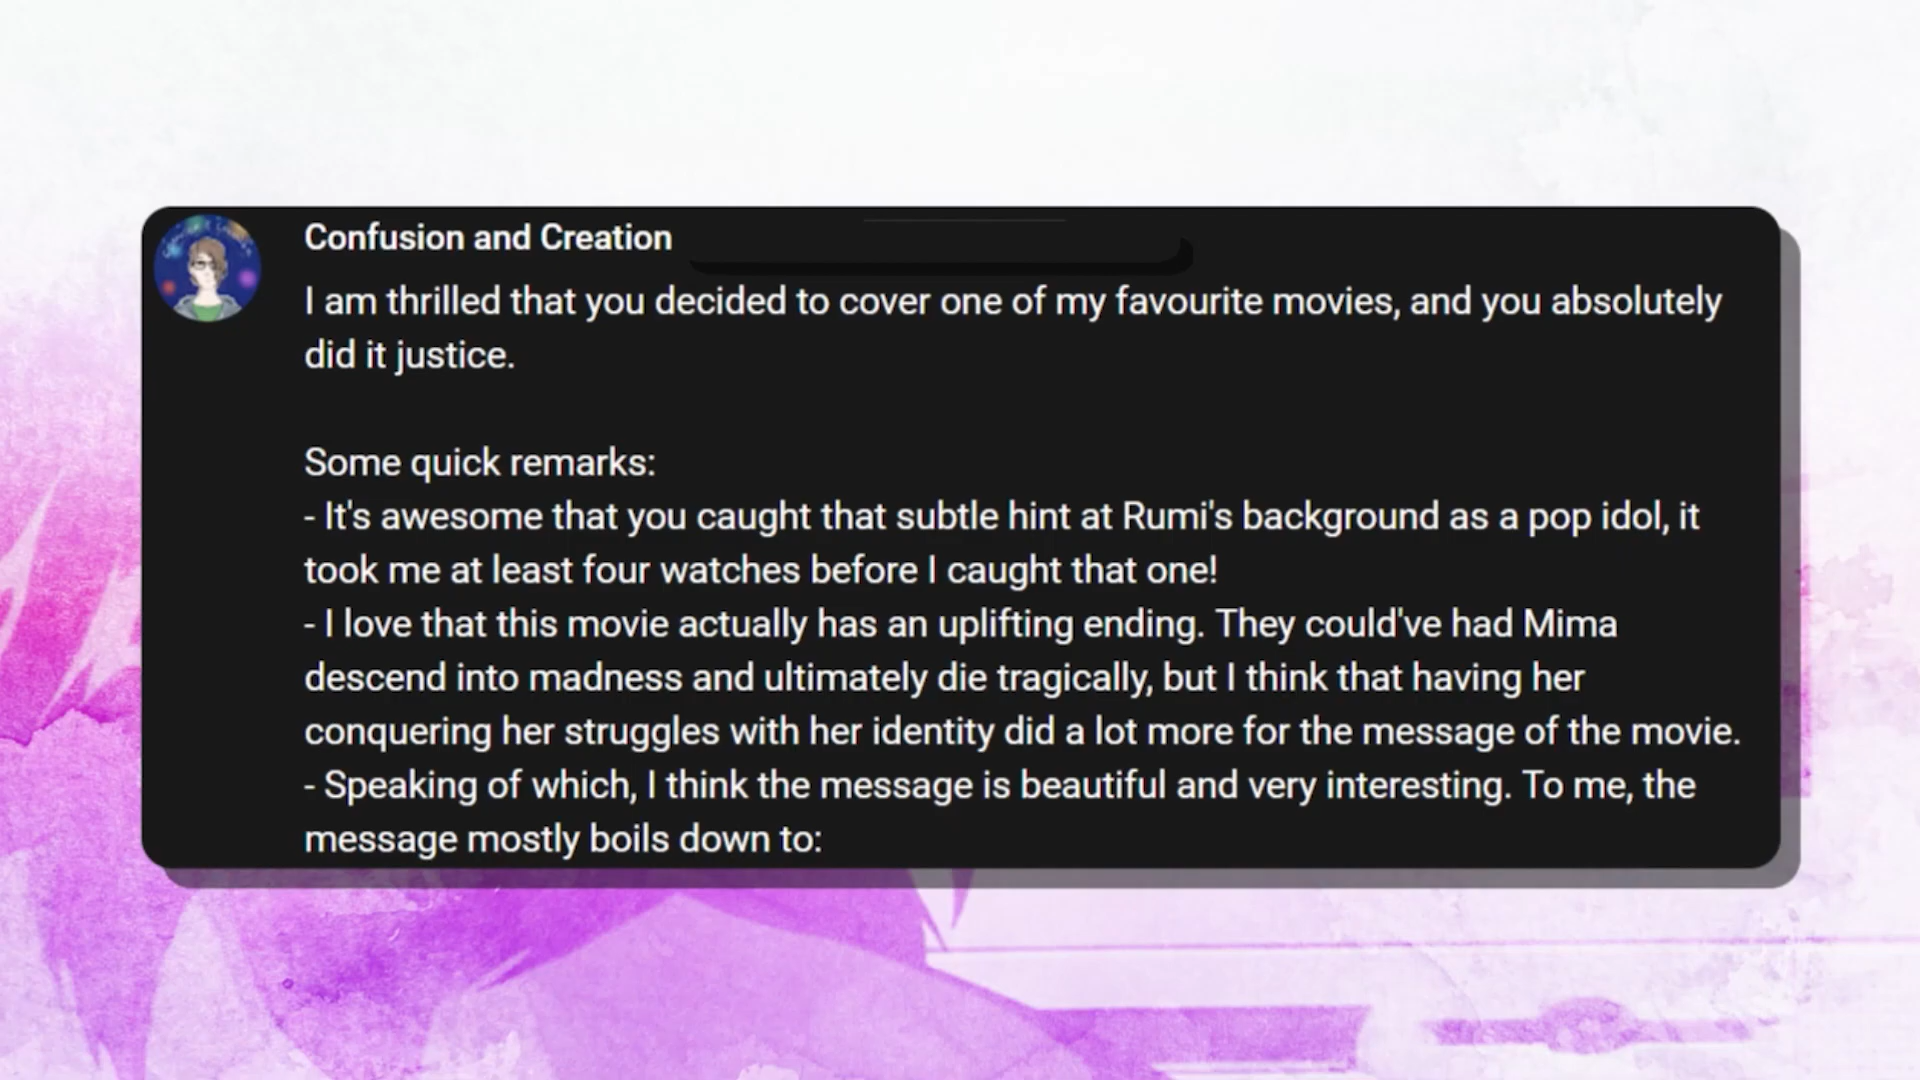 Confusion and Creation
I am thrilled that you decided to cover one of my favourite movies, and you absolutely
did it justice.
Some quick remarks:
- It's awesome that you caught that subtle hint at Rumi's background as a pop idol, it
took me at least four watches before I caught that one!
- I love that this movie actually has an uplifting ending. They could've had Mima
descend into madness and ultimately die tragically, but I think that having her
conquering her struggles with her identity did a lot more for the message of the movie.
- Speaking of which, I think the message is beautiful and very interesting. To me, the
message mostly boils down to: